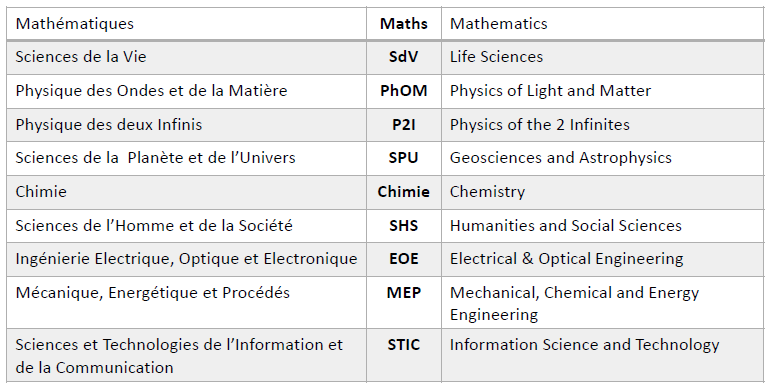 Mathématiques Maths Mathematics
Sciences de la Vie SdV Life Sciences
Physique des Ondes et de la Matière PhOM Physics of Light and Matter
Physique des deux Infinis P2I Physics of the 2 Infinites
Sciences de la Planète et de l’Univers SPU Geosciences and Astrophysics
Chimie Chimie Chemistry
Sciences de l’Homme et de la Société SHS Humanities and Social Sciences
Ingénierie Electrique, Optique et Electronique EOE Electrical & Optical Engineering
Mécanique, Energétique et Procédés MEP Mechanical, Chemical and Energy
Engineering
Sciences et Technologies de l’Information et STIC Information Science and Technology
de la Communication